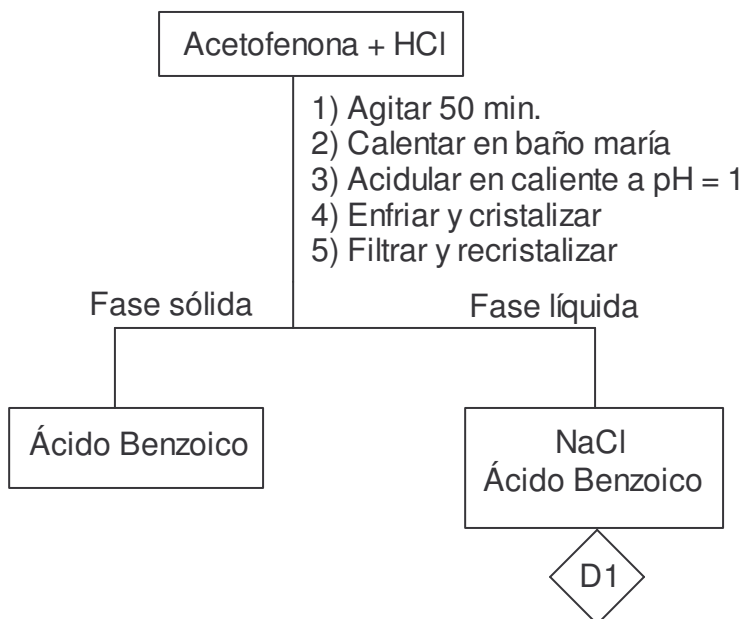 Acetofenona + HCl
1) Agitar 50 min.
2) Calentar en baño maría
3) Acidular en caliente a pH = 1
4) Enfriar y cristalizar
5) Filtrar y recristalizar
Fase sólida
Fase líquida
Ácido Benzoico
NaCl
Ácido Benzoico
D1